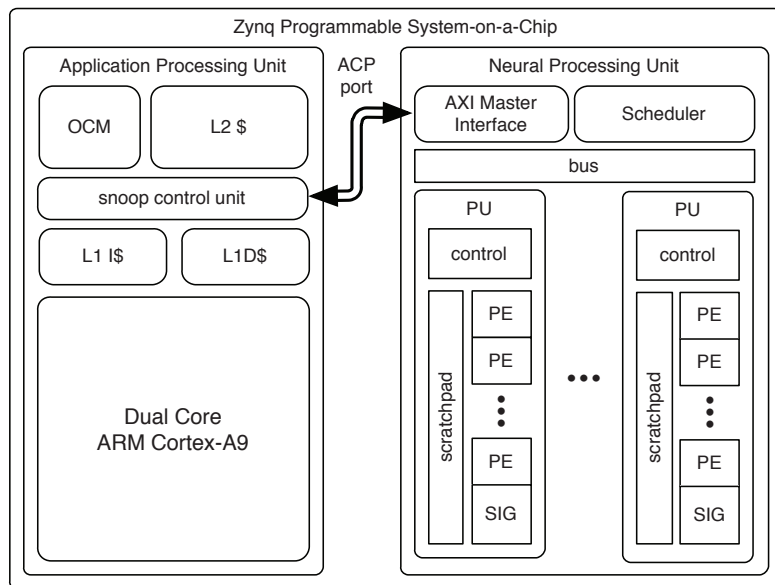 Zynq Programmable System-on-a-Chip
Application Processing Unit
OCM
L2 $
snoop control unit
L1 I$
L1D$
Dual Core
ARM Cortex-A9
ACP
port
Neural Processing Unit
AXI Master
Interface
Scheduler
bus
PU
control
scratchpad
PE
PE
PE
SIG
PU
control
scratchpad
PE
PE
PE
SIG